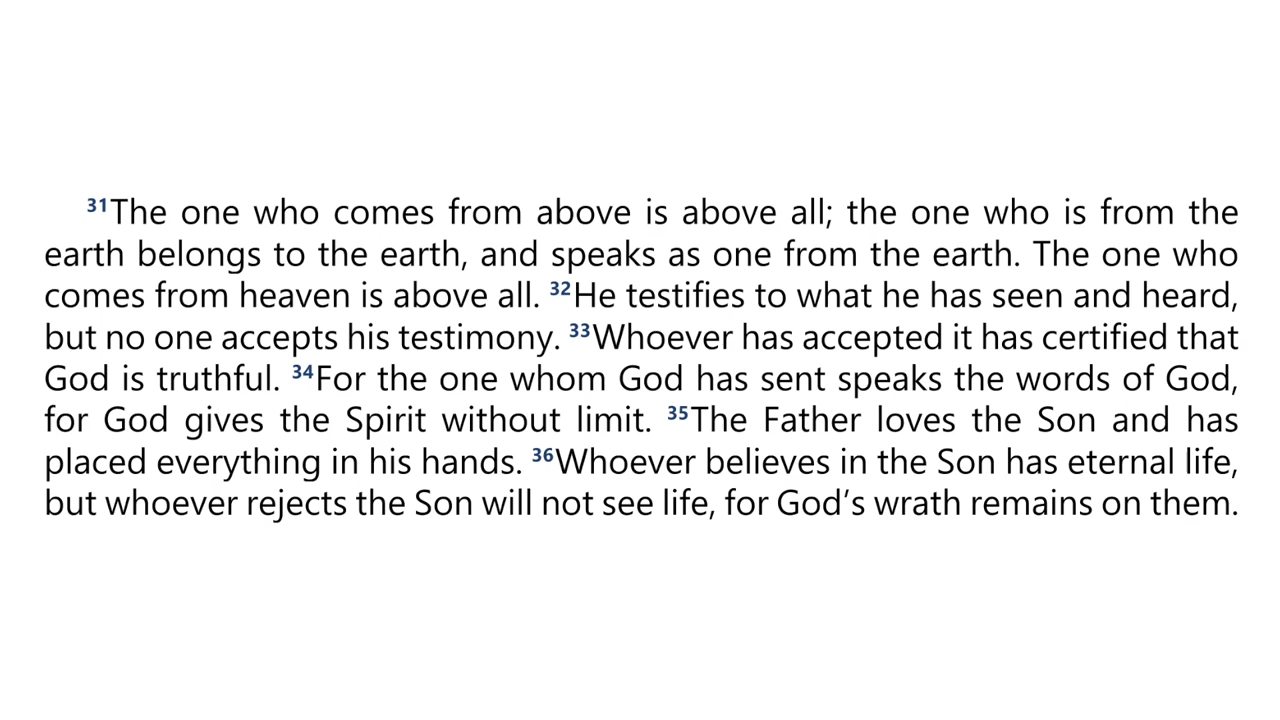 31The one who comes from above is above all; the one who is from the
earth belongs to the earth, and speaks as one from the earth. The one who
comes from heaven is above all. 32He testifies to what he has seen and heard,
but no one accepts his testimony. 33Whoever has accepted it has certified that
God is truthful. 34For the one whom God has sent speaks the words of God,
for God gives the Spirit without limit. 35The Father loves the Son and has
placed everything in his hands. 36Whoever believes in the Son has eternal life,
but whoever rejects the Son will not see life, for God’s wrath remains on them.